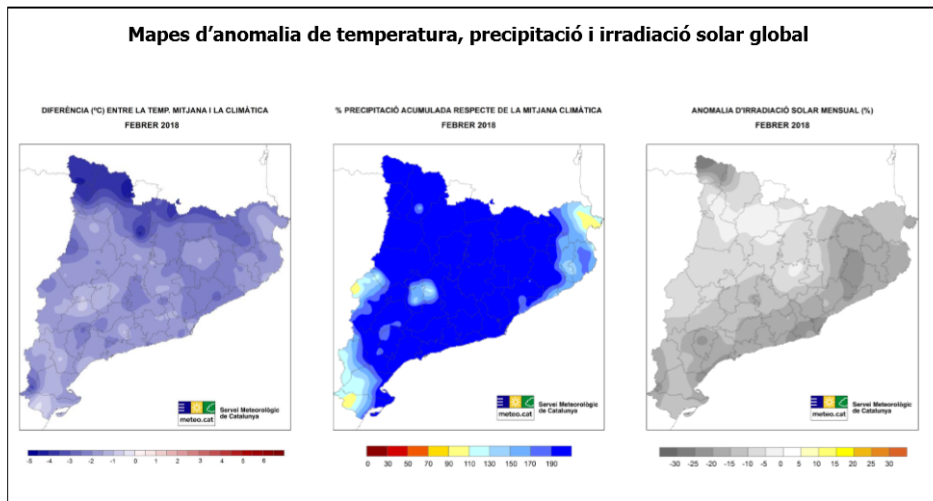 Mapes d'anomalia de temperatura, precipitació i irradiació solar global
DIFERÈNCIA (ºC) ENTRE LA TEMP. MITJANA I LA CLIMÀTICA
FEBRER 2018
% PRECIPITACIÓ ACUMULADA RESPECTE DE LA MITJANA CLIMÀTICA
FEBRER 2018
ANOMALIA D'IRRADIACIÓ SOLAR MENSUAL (%)
FEBRER 2018
meteo.cat
Servei Meteorològic
de Catalunya
meteo.cat
Servei Meteorològic
de Catalunya
meteo.cat
Servei Meteorològic
de Catalunya
-5 -4 -3 -2 -1 0 1 2 3 4 5 6
0 30 50 70 90 110 130 150 170 190
-30 -25 -20 -15 -10 -5 0 5 10 15 20 25 30